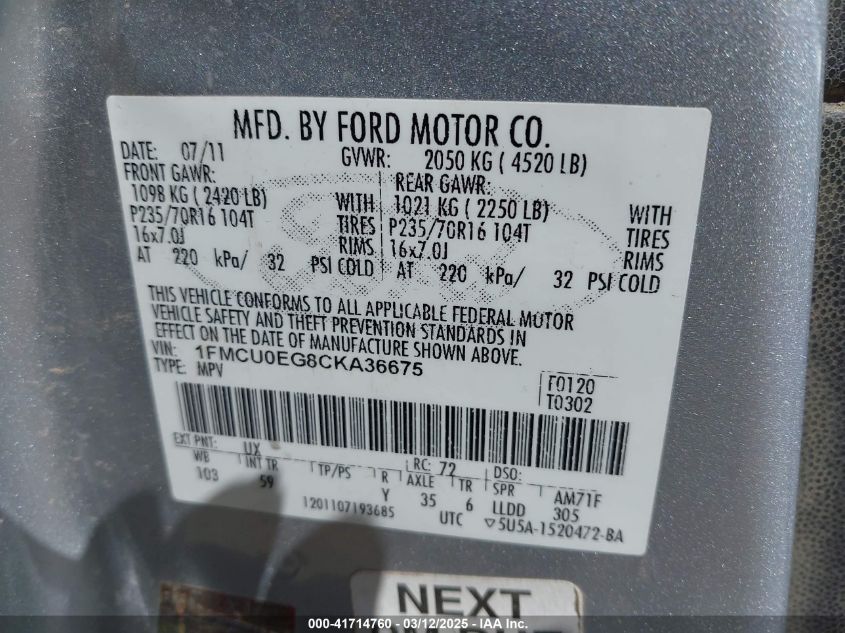 MFD. BY FORD MOTOR CO.
DATE: 07/11 GVWR: 2050 KG ( 4520 LB)
FRONT GAWR: REAR GAWR:
1098 KG ( 2420 LB) WITH 1021 KG ( 2250 LB) WITH
P235/70R16 104T TIRES P235/70R16 104T TIRES
16x7.0J RIMS 16x7.0J RIMS
AT 220 kPa/ 32 PSI COLD AT 220 kPa/ 32 PSI COLD
THIS VEHICLE CONFORMS TO ALL APPLICABLE FEDERAL MOTOR
VEHICLE SAFETY AND THEFT PREVENTION STANDARDS IN
EFFECT ON THE DATE OF MANUFACTURE SHOWN ABOVE.
VIN: 1FMCU0EG8CKA36675
TYPE: MPV
F0120
T0302
EXT PNT: UX RC: 72 DSO:
WB INT TR TP/PS R AXLE TR SPR AM71F
103 59 Y 35 6 LLDD 305
1201107193685 UTC ▽5U5A-1520472-BA
NEXT
000-41714760 - 03/12/2025 - IAA Inc.